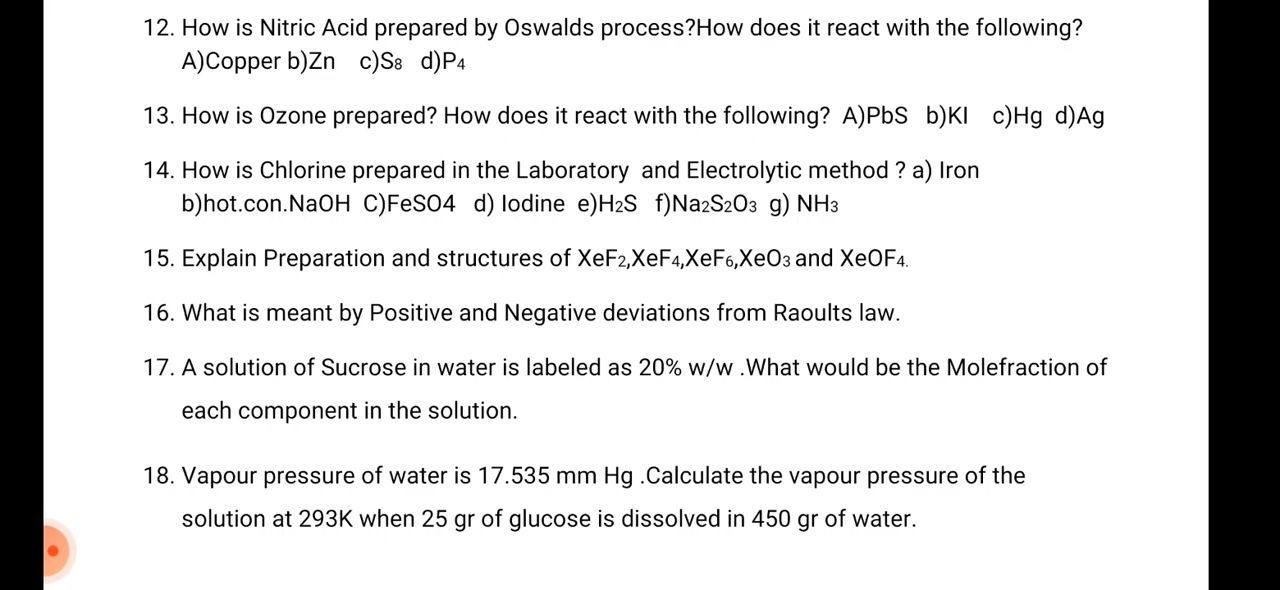 12. How is Nitric Acid prepared by Oswalds process?How does it react with the following?
A)Copper b)Zn c)S8 d)P4
13. How is Ozone prepared? How does it react with the following? A)PbS b)KI c)Hg d)Ag
14. How is Chlorine prepared in the Laboratory and Electrolytic method ? a) Iron
b)hot.con.NaOH C)FeSO4 d) Iodine e)H2S f)Na2S2O3 g) NH3
15. Explain Preparation and structures of XeF2,XeF4,XeF6,XeO3 and XeOF4.
16. What is meant by Positive and Negative deviations from Raoults law.
17. A solution of Sucrose in water is labeled as 20% w/w .What would be the Molefraction of
each component in the solution.
18. Vapour pressure of water is 17.535 mm Hg .Calculate the vapour pressure of the
solution at 293K when 25 gr of glucose is dissolved in 450 gr of water.